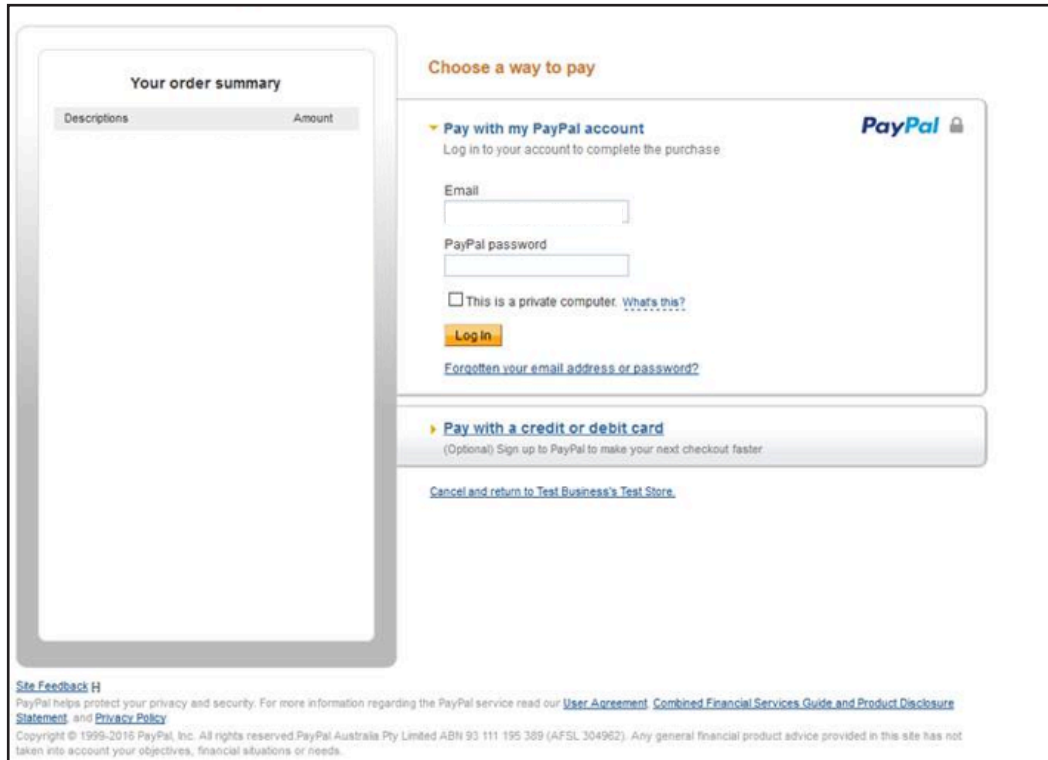 Your order summary
Descriptions Amount
Choose a way to pay
Pay with my PayPal account
PayPal
Log in to your account to complete the purchase
Email
PayPal password
This is a private computer. What's this?
Log In
Forgotten your email address or password?
Pay with a credit or debit card
(Optional) Sign up to PayPal to make your next checkout faster
Cancel and return to Test Business's Test Store.
Site Feedback [-]
PayPal helps protect your privacy and security. For more information regarding the PayPal service read our User Agreement, Combined Financial Services Guide and Product Disclosure
Statement, and Privacy Policy
Copyright © 1999-2016 PayPal, Inc. All rights reserved.PayPal Australia Pty Limited ABN 93 111 195 389 (AFSL 304962). Any general financial product advice provided in this site has not
taken into account your objectives, financial situations or needs.